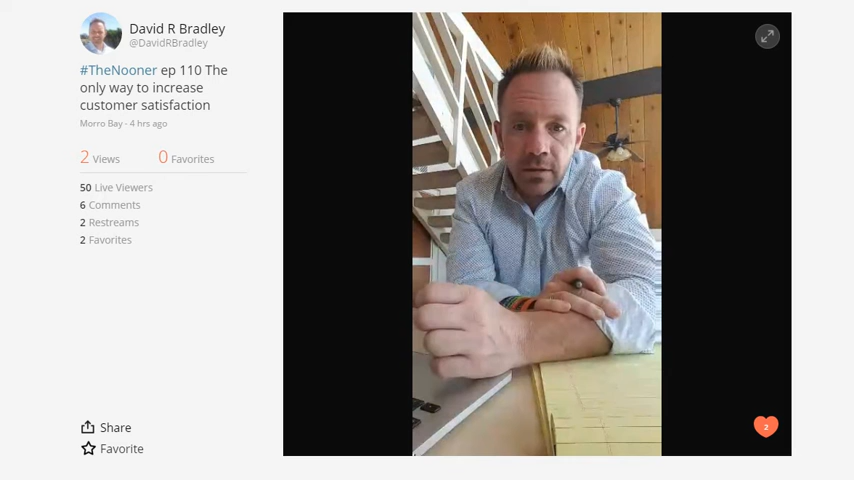 David R Bradley
@DavidRBradley
#TheNooner ep 110 The
only way to increase
customer satisfaction
Morro Bay - 4 hrs ago
2 Views
0 Favorites
50 Live Viewers
6 Comments
2 Restreams
2 Favorites
Share
Favorite
2